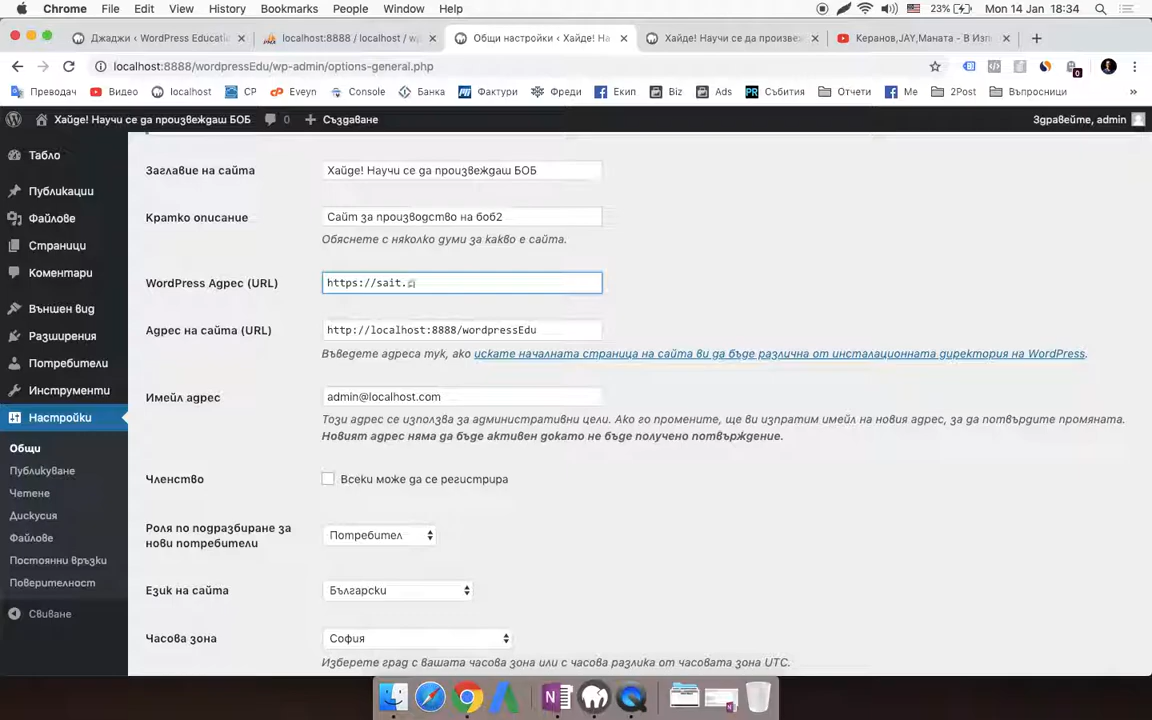 Chrome File Edit View History Bookmarks People Window Help 23% Mon 14 Jan 18:34
Джаджи ‹ WordPress Educati localhost:8888 / localhost / w Общи настройки ‹ Хайде! На Хайде! Научи се да произве Керанов,JAY,Маната - В Изп
localhost:8888/wordpressEdu/wp-admin/options-general.php
Преводач Видео localhost CP Eveyn Console Банка Фактури Фреди Екип Biz Ads Събития Отчети Me 2Post Въпросници »
Хайде! Научи се да произвеждаш БОБ 0 Създаване Здравейте, admin
Табло
Публикации
Файлове
Страници
Коментари
Външен вид
Разширения
Потребители
Инструменти
Настройки
Общи
Публикуване
Четене
Дискусия
Файлове
Постоянни връзки
Поверителност
Свиване
Заглавие на сайта Хайде! Научи се да произвеждаш БОБ
Кратко описание Сайт за производство на боб2
Обяснете с няколко думи за какво е сайта.
WordPress Адрес (URL) https://sait.
Адрес на сайта (URL) http://localhost:8888/wordpressEdu
Въведете адреса тук, ако искате началната страница на сайта ви да бъде различна от инсталационната директория на WordPress.
Имейл адрес admin@localhost.com
Този адрес се използва за административни цели. Ако го промените, ще ви изпратим имейл на новия адрес, за да потвърдите промяната.
Новият адрес няма да бъде активен докато не бъде получено потвърждение.
Членство Всеки може да се регистрира
Роля по подразбиране за
нови потребители Потребител
Език на сайта Български
Часова зона София
Изберете град с вашата часова зона или с часова разлика от часовата зона UTC.